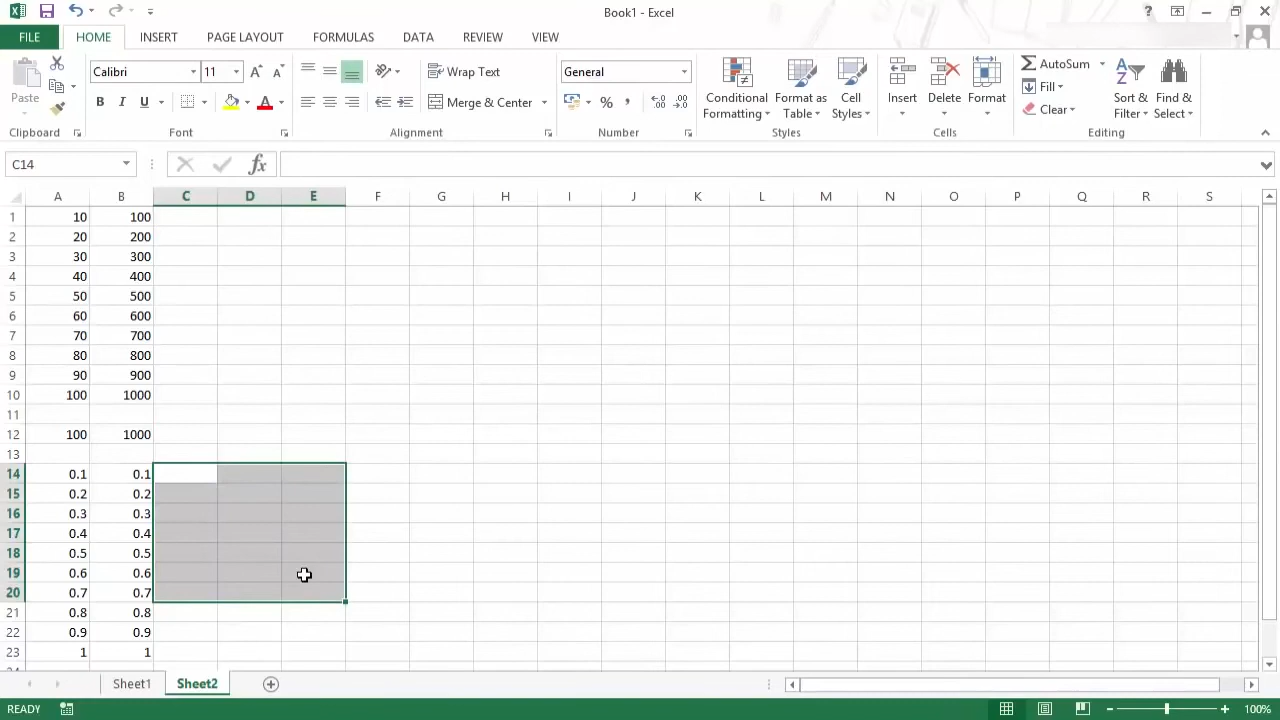 Book1 - Excel
FILE HOME INSERT PAGE LAYOUT FORMULAS DATA REVIEW VIEW
Paste
Calibri 11
B I U
Wrap Text
Merge & Center
General
%
Conditional Formatting
Format as Table
Cell Styles
Insert
Delete
Format
AutoSum
Fill
Clear
Sort & Filter
Find & Select
Clipboard Font Alignment Number Styles Cells Editing
C14 fx
A B C D E F G H I J K L M N O P Q R S
1 10 100
2 20 200
3 30 300
4 40 400
5 50 500
6 60 600
7 70 700
8 80 800
9 90 900
10 100 1000
11
12 100 1000
13
14 0.1 0.1
15 0.2 0.2
16 0.3 0.3
17 0.4 0.4
18 0.5 0.5
19 0.6 0.6
20 0.7 0.7
21 0.8 0.8
22 0.9 0.9
23 1 1
Sheet1 Sheet2
READY 100%